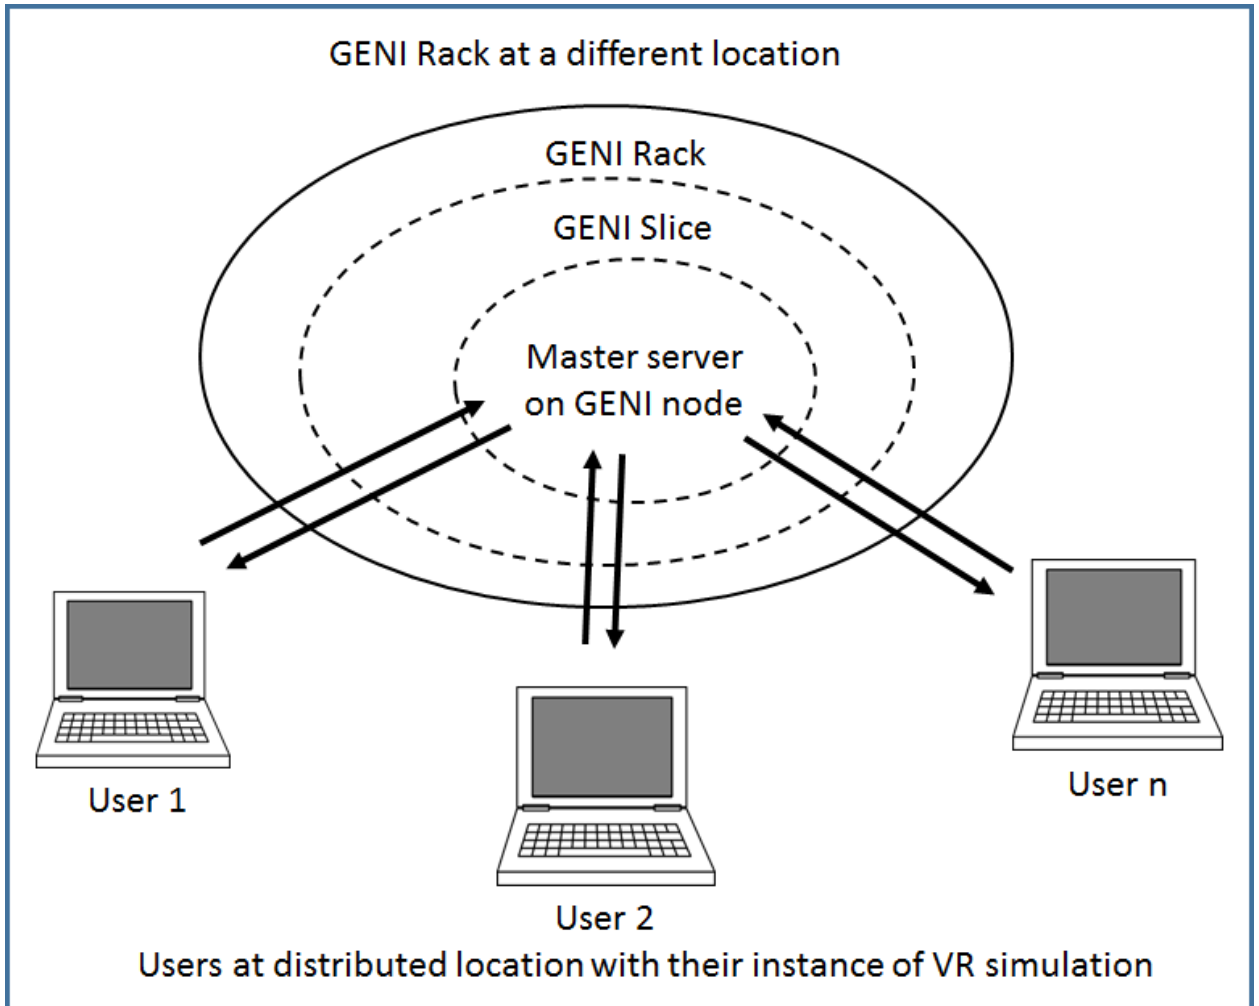 GENI Rack at a different location
GENI Rack
GENI Slice
Master server
on GENI node
User 1
User 2
User n
Users at distributed location with their instance of VR simulation